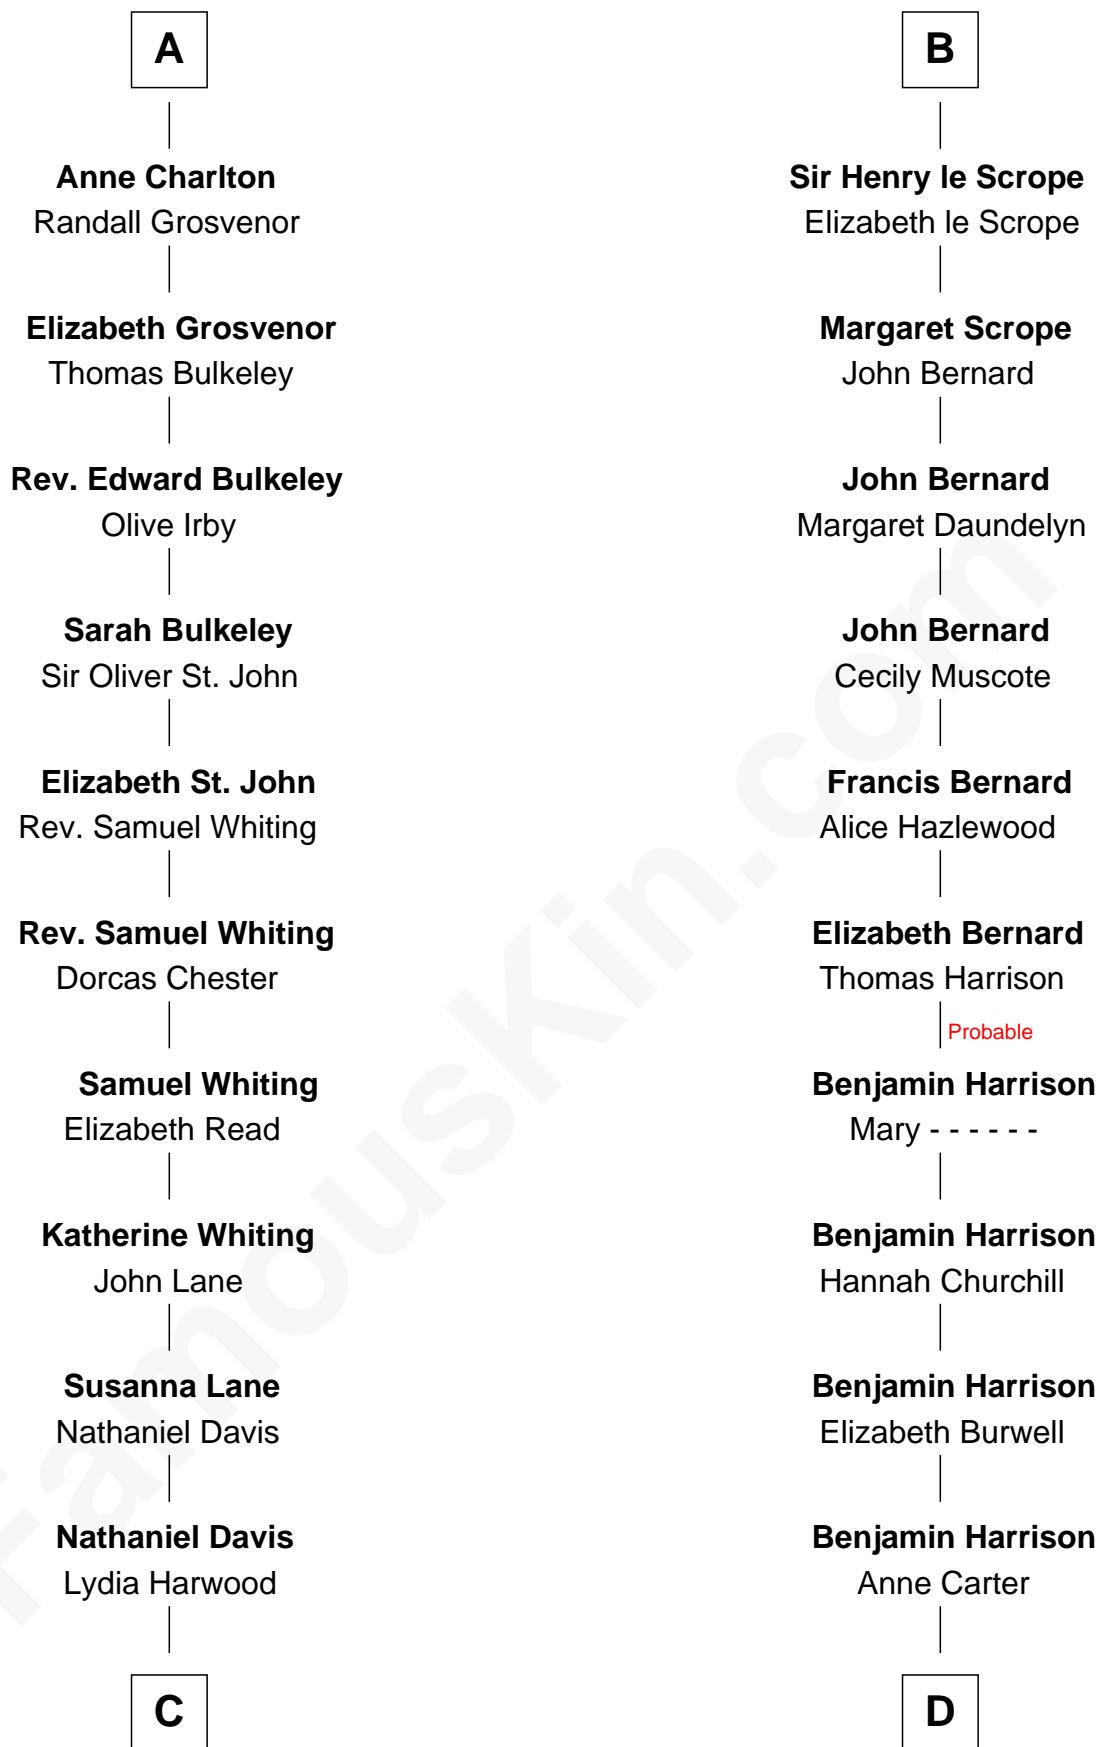 A
Anne Charlton
Randall Grosvenor
Elizabeth Grosvenor
Thomas Bulkeley
Rev. Edward Bulkeley
Olive Irby
Sarah Bulkeley
Sir Oliver St. John
Elizabeth St. John
Rev. Samuel Whiting
Rev. Samuel Whiting
Dorcas Chester
Samuel Whiting
Elizabeth Read
Katherine Whiting
John Lane
Susanna Lane
Nathaniel Davis
Nathaniel Davis
Lydia Harwood
C
B
Sir Henry le Scrope
Elizabeth le Scrope
Margaret Scrope
John Bernard
John Bernard
Margaret Daundelyn
John Bernard
Cecily Muscote
Francis Bernard
Alice Hazlewood
Elizabeth Bernard
Thomas Harrison
Probable
Benjamin Harrison
Mary - - - - - -
Benjamin Harrison
Hannah Churchill
Benjamin Harrison
Elizabeth Burwell
Benjamin Harrison
Anne Carter
D
FamousKin.com